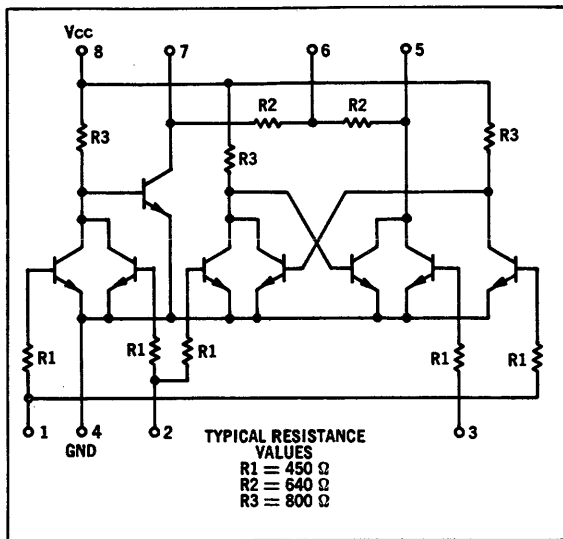 Vcc
8 7 6 5
R2 R2
R3 R3 R3
R1 R1 R1 R1 R1
1 4 2 3
GND
TYPICAL RESISTANCE
VALUES
R1 = 450 Ω
R2 = 640 Ω
R3 = 800 Ω